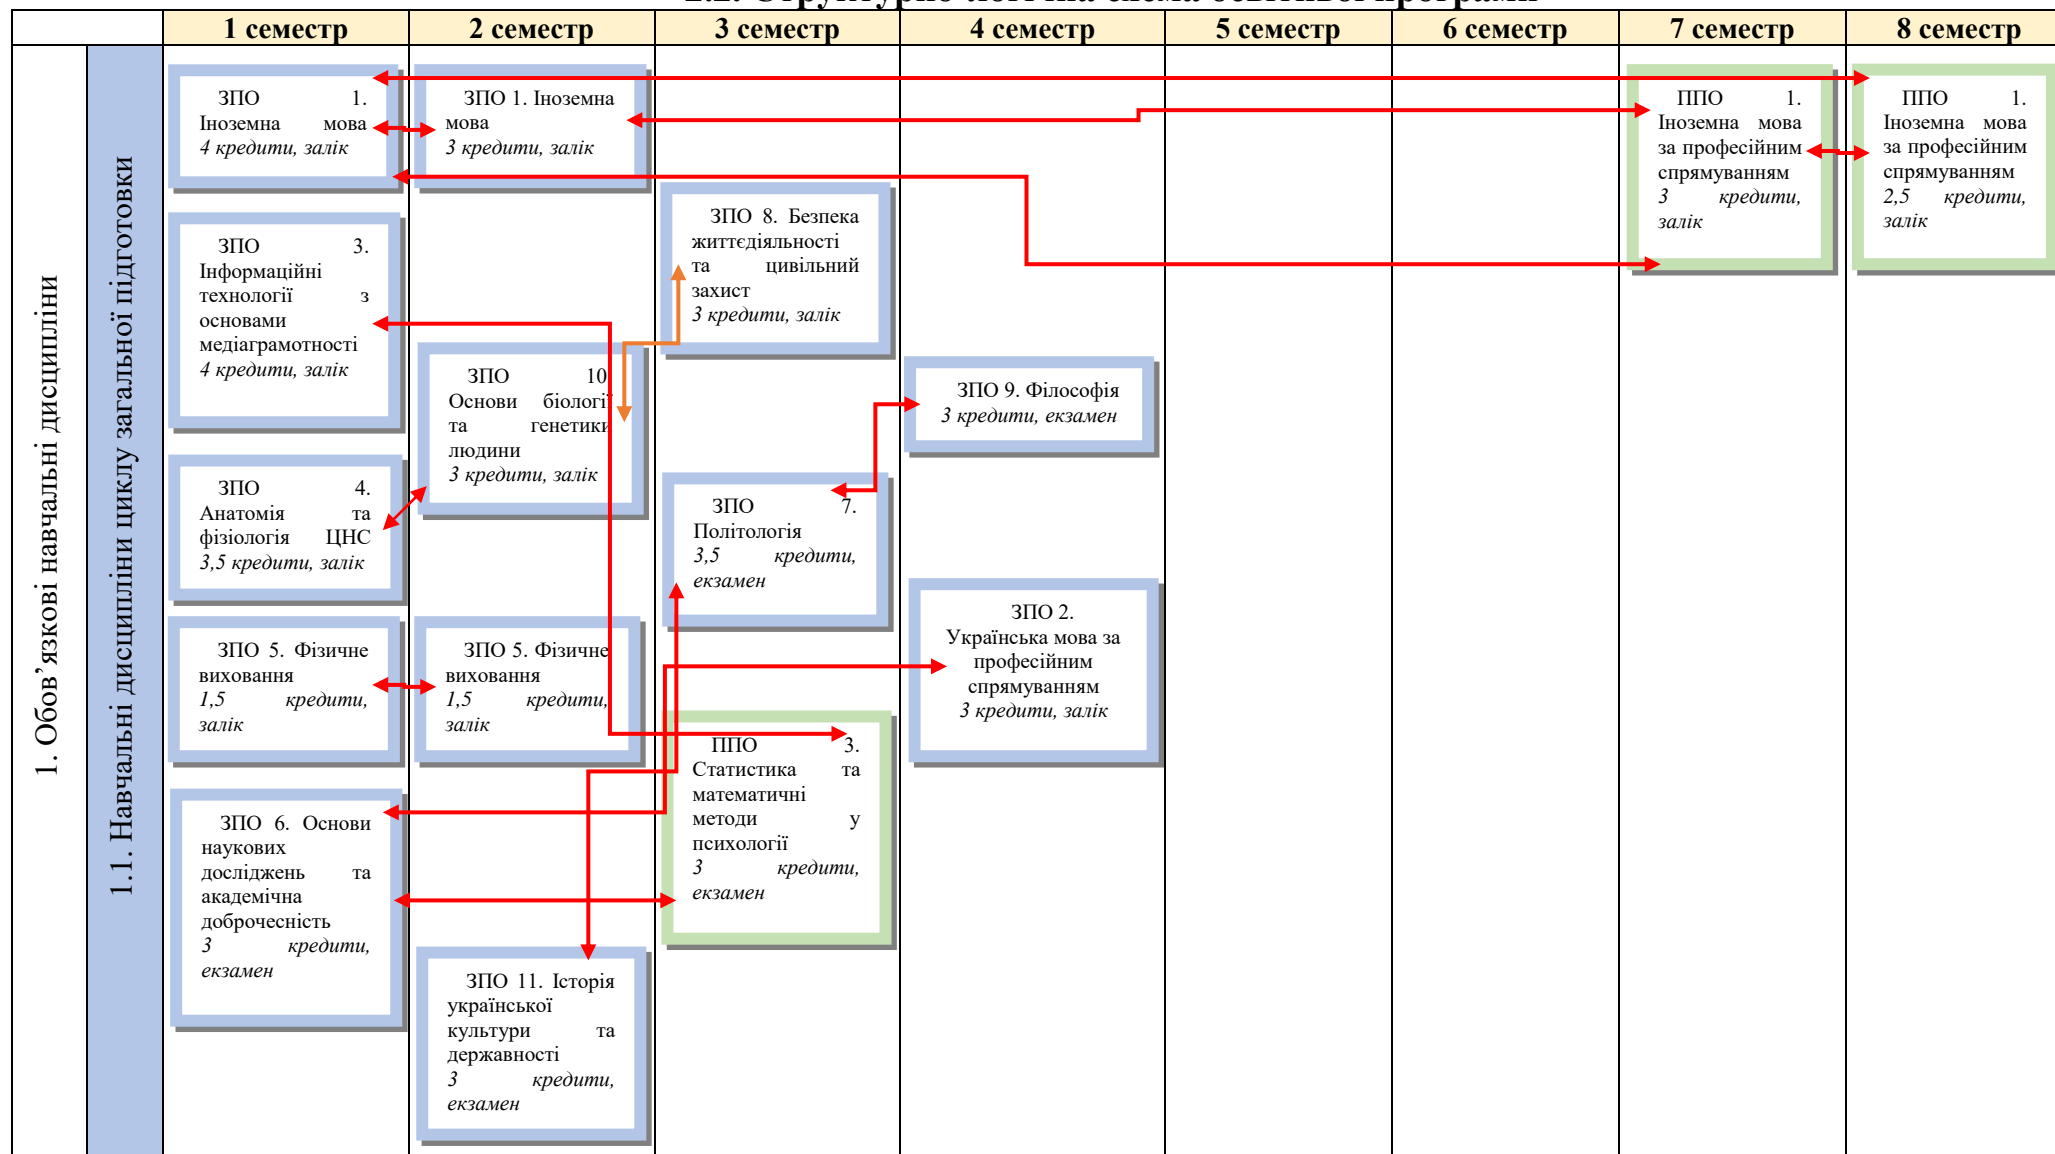 2.2. Структурно-логічна схема освітньої програми
1 семестр 2 семестр 3 семестр 4 семестр 5 семестр 6 семестр 7 семестр 8 семестр
1. Обов’язкові навчальні дисципліни
1.1. Навчальні дисципліни циклу загальної підготовки
ЗПО 1.
Іноземна мова
4 кредити, залік
ЗПО 3.
Інформаційні
технології з
основами
медіаграмотності
4 кредити, залік
ЗПО 4.
Анатомія та
фізіологія ЦНС
3,5 кредити, залік
ЗПО 5. Фізичне
виховання
1,5 кредити,
залік
ЗПО 6. Основи
наукових
досліджень та
академічна
доброчесність
3 кредити,
екзамен
ЗПО 1. Іноземна
мова
3 кредити, залік
ЗПО 10
Основи біології
та генетики
людини
3 кредити, залік
ЗПО 5. Фізичне
виховання
1,5 кредити,
залік
ЗПО 11. Історія
української
культури та
державності
3 кредити,
екзамен
ЗПО 8. Безпека
життєдіяльності
та цивільний
захист
3 кредити, залік
ЗПО 7.
Політологія
3,5 кредити,
екзамен
ППО 3.
Статистика та
математичні
методи у
психології
3 кредити,
екзамен
ЗПО 9. Філософія
3 кредити, екзамен
ЗПО 2.
Українська мова за
професійним
спрямуванням
3 кредити, залік
ППО 1.
Іноземна мова
за професійним
спрямуванням
3 кредити,
залік
ППО 1.
Іноземна мова
за професійним
спрямуванням
2,5 кредити,
залік